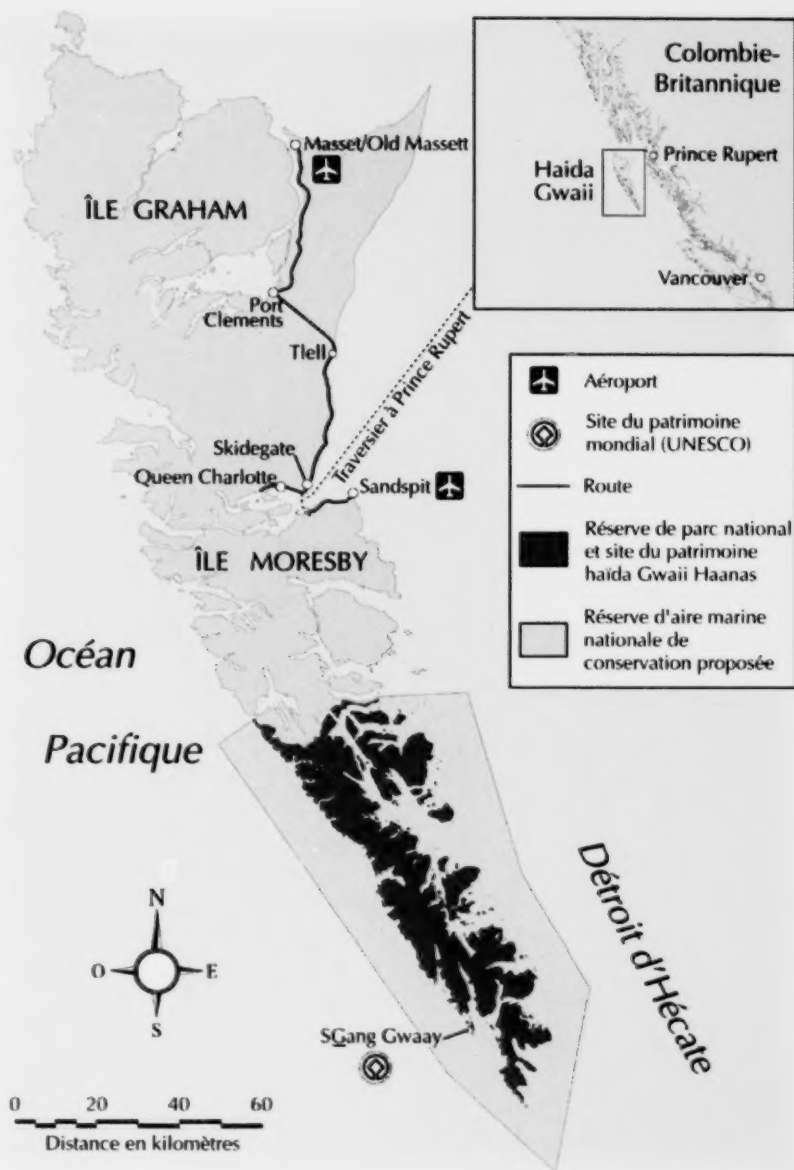 Colombie-
Britannique
Prince Rupert
Haida
Gwaii
Vancouver
Masset/Old Massett
ÎLE GRAHAM
Port
Clements
Tlell
Traversier à Prince Rupert
Skidegate
Queen Charlotte
Sandspit
ÎLE MORESBY
Aéroport
Site du patrimoine
mondial (UNESCO)
Route
Réserve de parc national
et site du patrimoine
haïda Gwaii Haanas
Réserve d'aire marine
nationale de
conservation proposée
Océan
Pacifique
Détroit d'Hécate
N
O
E
S
SGang Gwaay
0 20 40 60
Distance en kilomètres